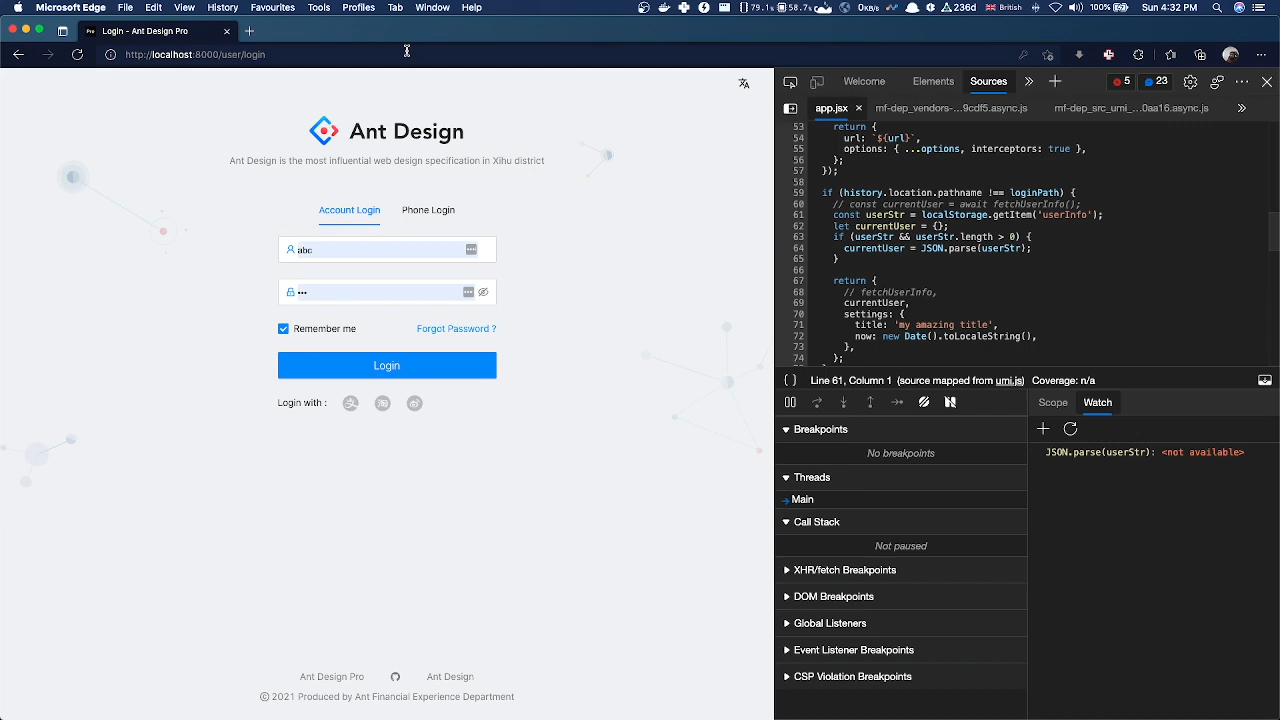 Microsoft Edge File Edit View History Favourites Tools Profiles Tab Window Help 79.1% 58.7% 0kb/s 236d British Sun 4:32 PM
Login - Ant Design Pro
http://localhost:8000/user/login
Ant Design
Ant Design is the most influential web design specification in Xihu district
Account Login Phone Login
abc
•••
Remember me Forgot Password ?
Login
Login with :
Ant Design Pro Ant Design
© 2021 Produced by Ant Financial Experience Department
Welcome Elements Sources 5 23
app.jsx mf-dep_vendors-...9cdf5.async.js mf-dep_src_umi_...0aa16.async.js
53 return {
54 url: `${url}`,
55 options: { ...options, interceptors: true },
56 };
57 });
58
59 if (history.location.pathname !== loginPath) {
60 // const currentUser = await fetchUserInfo();
61 const userStr = localStorage.getItem('userInfo');
62 let currentUser = {};
63 if (userStr && userStr.length > 0) {
64 currentUser = JSON.parse(userStr);
65 }
66
67 return {
68 // fetchUserInfo,
69 currentUser,
70 settings: {
71 title: 'my amazing title',
72 now: new Date().toLocaleString(),
73 },
74 };
{ } Line 61, Column 1 (source mapped from umi.js) Coverage: n/a
Scope Watch
Breakpoints
No breakpoints
Threads
Main
Call Stack
Not paused
XHR/fetch Breakpoints
DOM Breakpoints
Global Listeners
Event Listener Breakpoints
CSP Violation Breakpoints
JSON.parse(userStr): <not available>